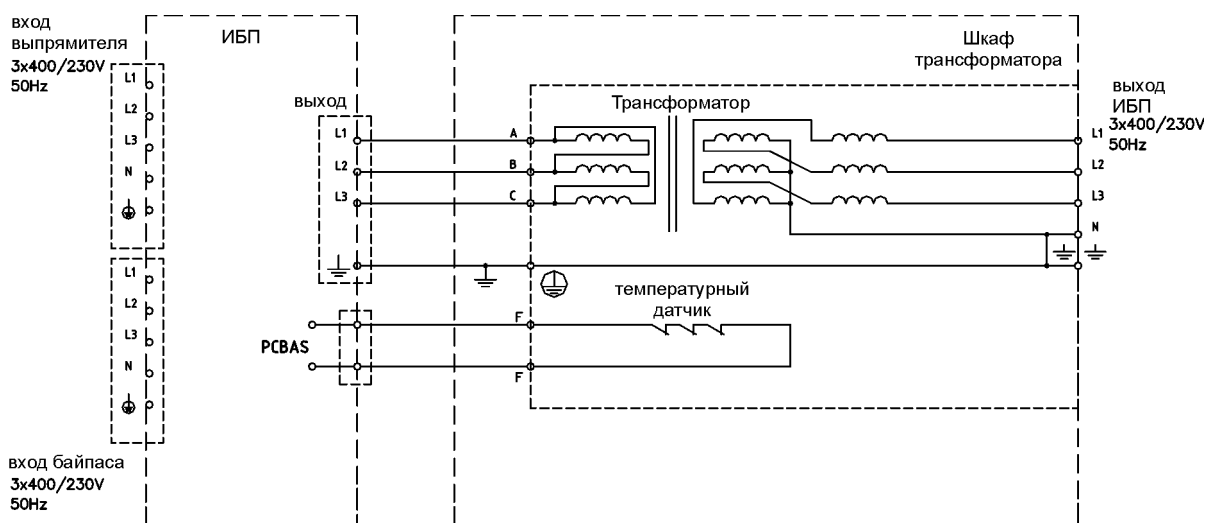 вход
выпрямителя
3x400/230V
50Hz
L1
L2
L3
N
L1
L2
L3
N
вход байпаса
3x400/230V
50Hz
ИБП
выход
L1
L2
L3
PCBAS
Шкаф
трансформатора
Трансформатор
A
B
C
температурный
датчик
F
F
выход
ИБП
3x400/230V
50Hz
L1
L2
L3
N